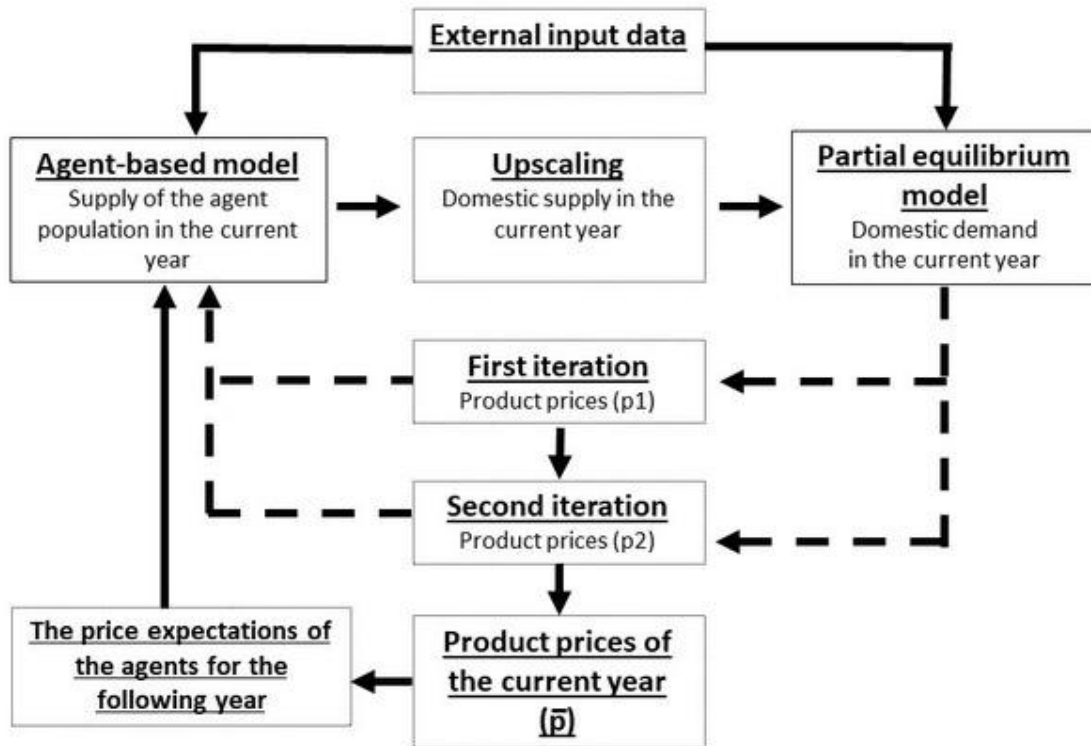 External input data
Agent-based model
Supply of the agent
population in the current
year
Upscaling
Domestic supply in the
current year
Partial equilibrium
model
Domestic demand
in the current year
First iteration
Product prices (p1)
Second iteration
Product prices (p2)
The price expectations of
the agents for the
following year
Product prices of
the current year
(p̅)